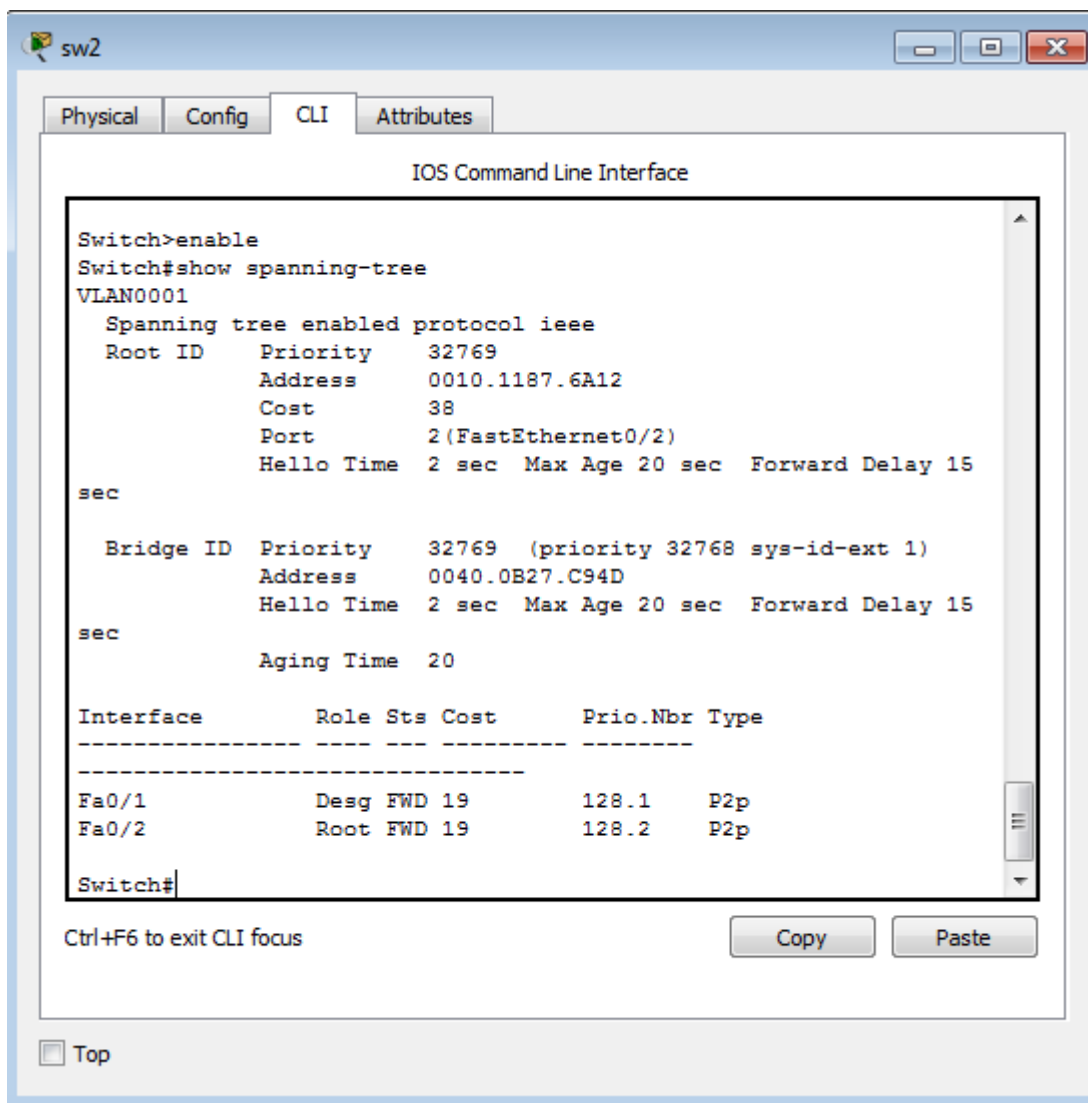 sw2
Physical Config CLI Attributes
IOS Command Line Interface
Switch>enable
Switch#show spanning-tree
VLAN0001
  Spanning tree enabled protocol ieee
  Root ID    Priority    32769
             Address     0010.1187.6A12
             Cost        38
             Port        2(FastEthernet0/2)
             Hello Time  2 sec  Max Age 20 sec  Forward Delay 15
sec
  Bridge ID  Priority    32769  (priority 32768 sys-id-ext 1)
             Address     0040.0B27.C94D
             Hello Time  2 sec  Max Age 20 sec  Forward Delay 15
sec
             Aging Time  20
Interface        Role Sts Cost      Prio.Nbr Type
---------------- ---- --- --------- --------
--------------------------------
Fa0/1            Desg FWD 19        128.1    P2p
Fa0/2            Root FWD 19        128.2    P2p
Switch#
Ctrl+F6 to exit CLI focus Copy Paste
Top